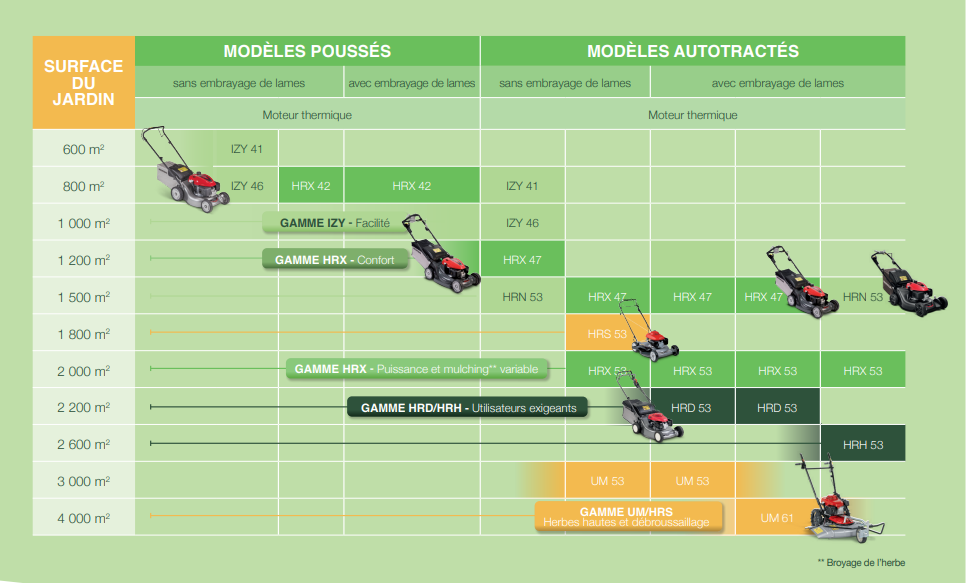 SURFACE
DU
JARDIN
MODÈLES POUSSÉS
MODÈLES AUTOTRACTÉS
sans embrayage de lames
avec embrayage de lames
sans embrayage de lames
avec embrayage de lames
Moteur thermique
Moteur thermique
600 m²
IZY 41
800 m²
IZY 46
HRX 42
HRX 42
IZY 41
1 000 m²
GAMME IZY - Facilité
IZY 46
1 200 m²
GAMME HRX - Confort
HRX 47
1 500 m²
HRN 53
HRX 47
HRX 47
HRX 47
HRN 53
1 800 m²
HRS 53
2 000 m²
GAMME HRX - Puissance et mulching** variable
HRX 53
HRX 53
HRX 53
HRX 53
2 200 m²
GAMME HRD/HRH - Utilisateurs exigeants
HRD 53
HRD 53
2 600 m²
HRH 53
3 000 m²
UM 53
UM 53
4 000 m²
GAMME UM/HRS
Herbes hautes et débroussaillage
UM 61
** Broyage de l'herbe